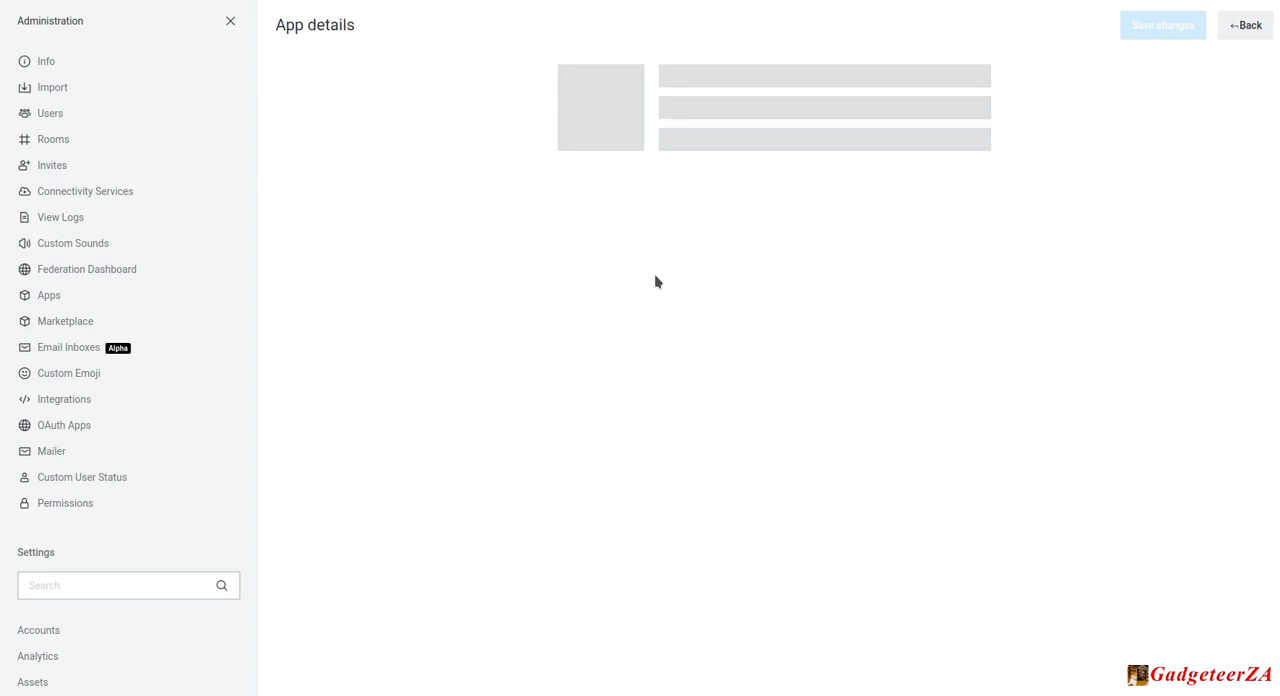 Administration
App details
Save changes
Back
Info
Import
Users
Rooms
Invites
Connectivity Services
View Logs
Custom Sounds
Federation Dashboard
Apps
Marketplace
Email Inboxes Alpha
Custom Emoji
Integrations
OAuth Apps
Mailer
Custom User Status
Permissions
Settings
Search
Accounts
Analytics
Assets
GadgeteerZA